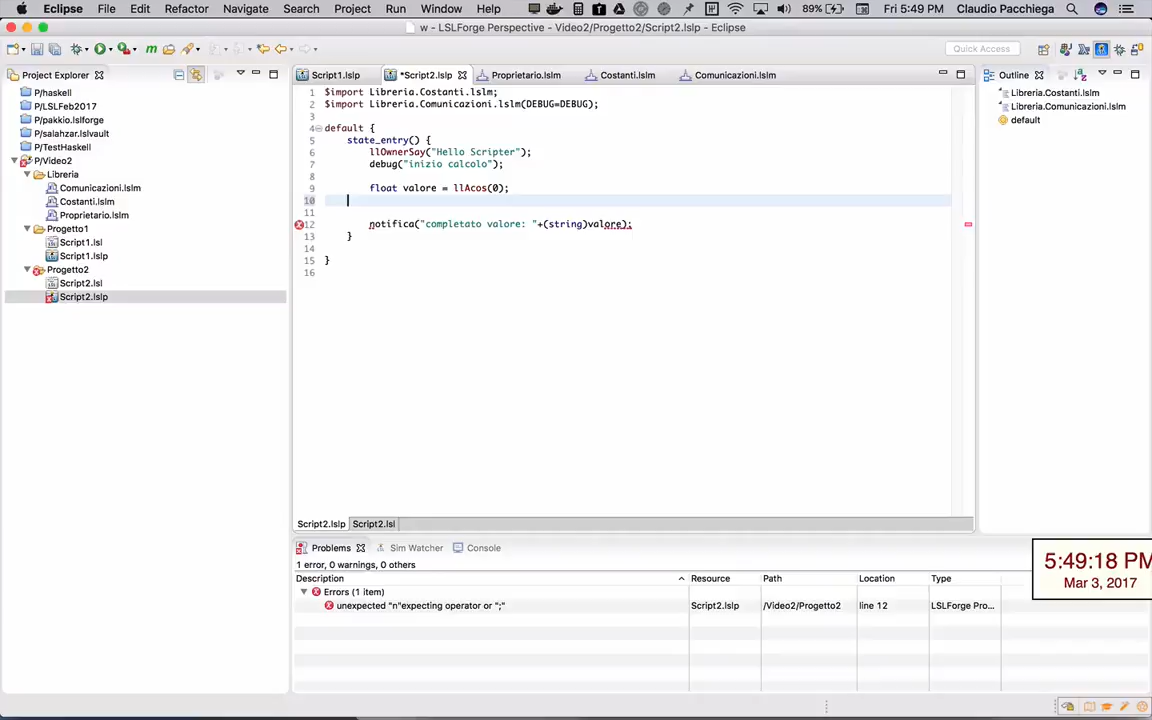 Eclipse File Edit Refactor Navigate Search Project Run Window Help 89% Fri 5:49 PM Claudio Pacchiega
w - LSLForge Perspective - Video2/Progetto2/Script2.lslp - Eclipse
Quick Access
Project Explorer
P/haskell
P/LSLFeb2017
pakkio.lslforge
P/salahzar.lslvault
P/TestHaskell
P/Video2
Libreria
Comunicazioni.lslm
Costanti.lslm
Proprietario.lslm
Progetto1
Script1.lsl
Script1.lslp
Progetto2
Script2.lsl
Script2.lslp
Script1.lslp *Script2.lslp Proprietario.lsm Costanti.lslm Comunicazioni.lslm
1 $import Libreria.Costanti.lslm;
2 $import Libreria.Comunicazioni.lslm(DEBUG=DEBUG);
3
4 default {
5 state_entry() {
6 llOwnerSay("Hello Scripter");
7 debug("inizio calcolo");
8
9 float valore = llAcos(0);
10
11
12 notifica("completato valore: "+(string)valore);
13 }
14
15 }
16
Script2.lslp Script2.lsl
Outline
Libreria.Costanti.lslm
Libreria.Comunicazioni.lslm
default
Problems Sim Watcher Console
1 error, 0 warnings, 0 others
Description Resource Path Location Type
Errors (1 item)
unexpected "n"expecting operator or ";" Script2.lslp /Video2/Progetto2 line 12 LSLForge Pro...
5:49:18 PM
Mar 3, 2017